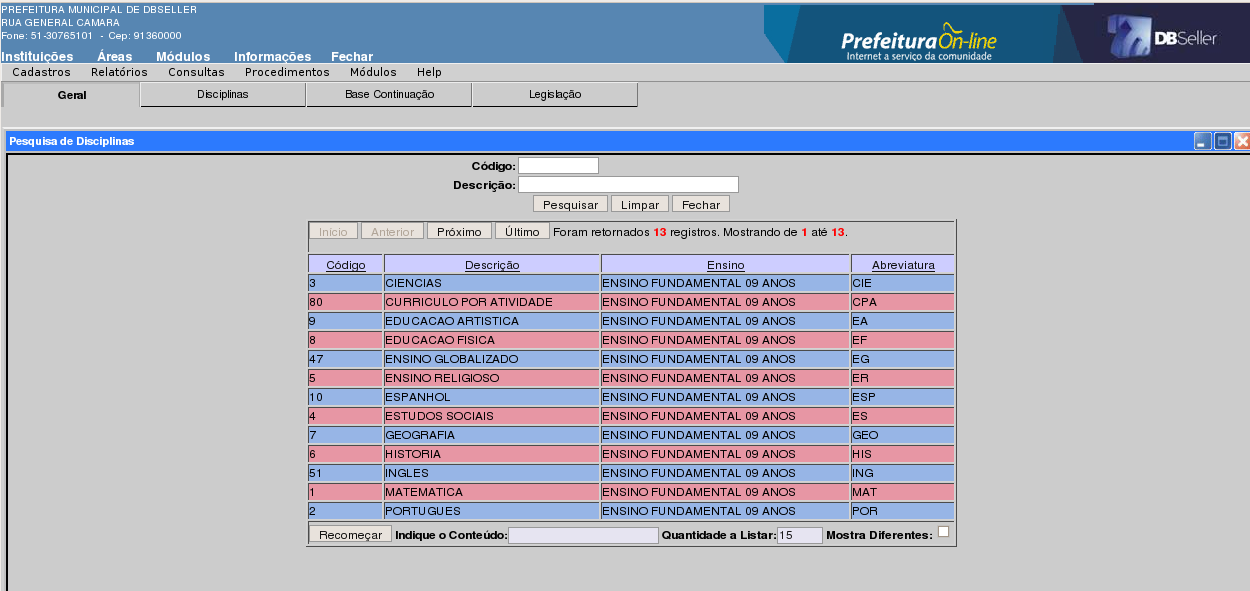 PREFEITURA MUNICIPAL DE DBSELLER
RUA GENERAL CAMARA
Fone: 51-30765101 - Cep: 91360000
Instituições Áreas Módulos Informações Fechar
PrefeituraOn-line
Internet a serviço da comunidade
DBSeller
Cadastros Relatórios Consultas Procedimentos Módulos Help
Geral Disciplinas Base Continuação Legislação
Pesquisa de Disciplinas
Código:
Descrição:
Pesquisar Limpar Fechar
Início Anterior Próximo Último Foram retornados 13 registros. Mostrando de 1 até 13.
Código Descrição Ensino Abreviatura
3 CIENCIAS ENSINO FUNDAMENTAL 09 ANOS CIE
80 CURRICULO POR ATIVIDADE ENSINO FUNDAMENTAL 09 ANOS CPA
9 EDUCACAO ARTISTICA ENSINO FUNDAMENTAL 09 ANOS EA
8 EDUCACAO FISICA ENSINO FUNDAMENTAL 09 ANOS EF
47 ENSINO GLOBALIZADO ENSINO FUNDAMENTAL 09 ANOS EG
5 ENSINO RELIGIOSO ENSINO FUNDAMENTAL 09 ANOS ER
10 ESPANHOL ENSINO FUNDAMENTAL 09 ANOS ESP
4 ESTUDOS SOCIAIS ENSINO FUNDAMENTAL 09 ANOS ES
7 GEOGRAFIA ENSINO FUNDAMENTAL 09 ANOS GEO
6 HISTORIA ENSINO FUNDAMENTAL 09 ANOS HIS
51 INGLES ENSINO FUNDAMENTAL 09 ANOS ING
1 MATEMATICA ENSINO FUNDAMENTAL 09 ANOS MAT
2 PORTUGUES ENSINO FUNDAMENTAL 09 ANOS POR
Recomeçar Indique o Conteúdo: Quantidade a Listar: 15 Mostra Diferentes: